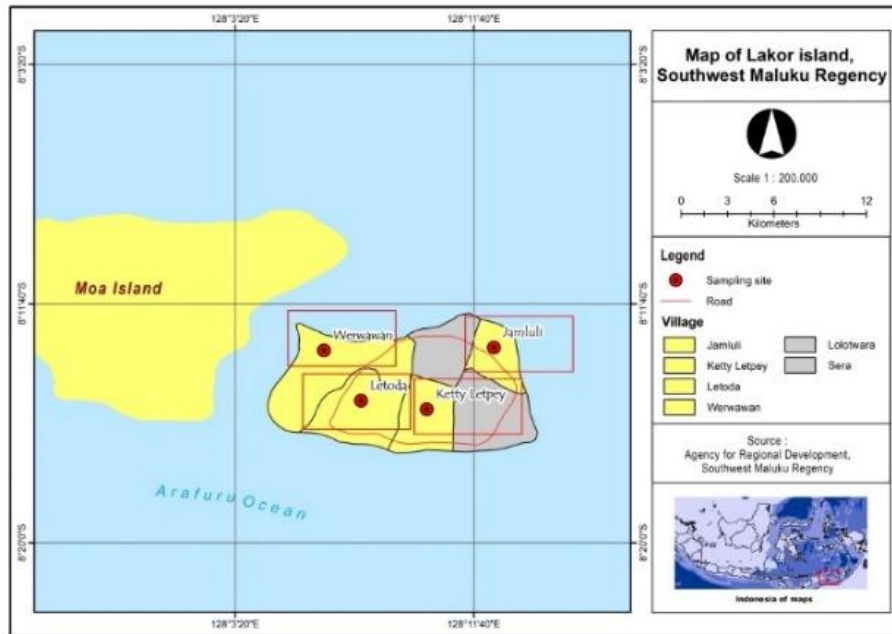 128°3'20"E
128°11'40"E
8°3'20"S
8°3'20"S
Moa Island
8°11'40"S
8°11'40"S
Werwawan
Jamluli
Letoda
Ketty Letpey
Arafuru Ocean
8°20'0"S
8°20'0"S
128°3'20"E
128°11'40"E
Map of Lakor island,
Southwest Maluku Regency
Scale 1 : 200.000
0 3 6 12
Kilometers
Legend
Sampling site
Road
Village
Jamluli
Lolotwara
Ketty Letpey
Sera
Letoda
Werwawan
Source :
Agency for Regional Development,
Southwest Maluku Regency
Indonesia of maps